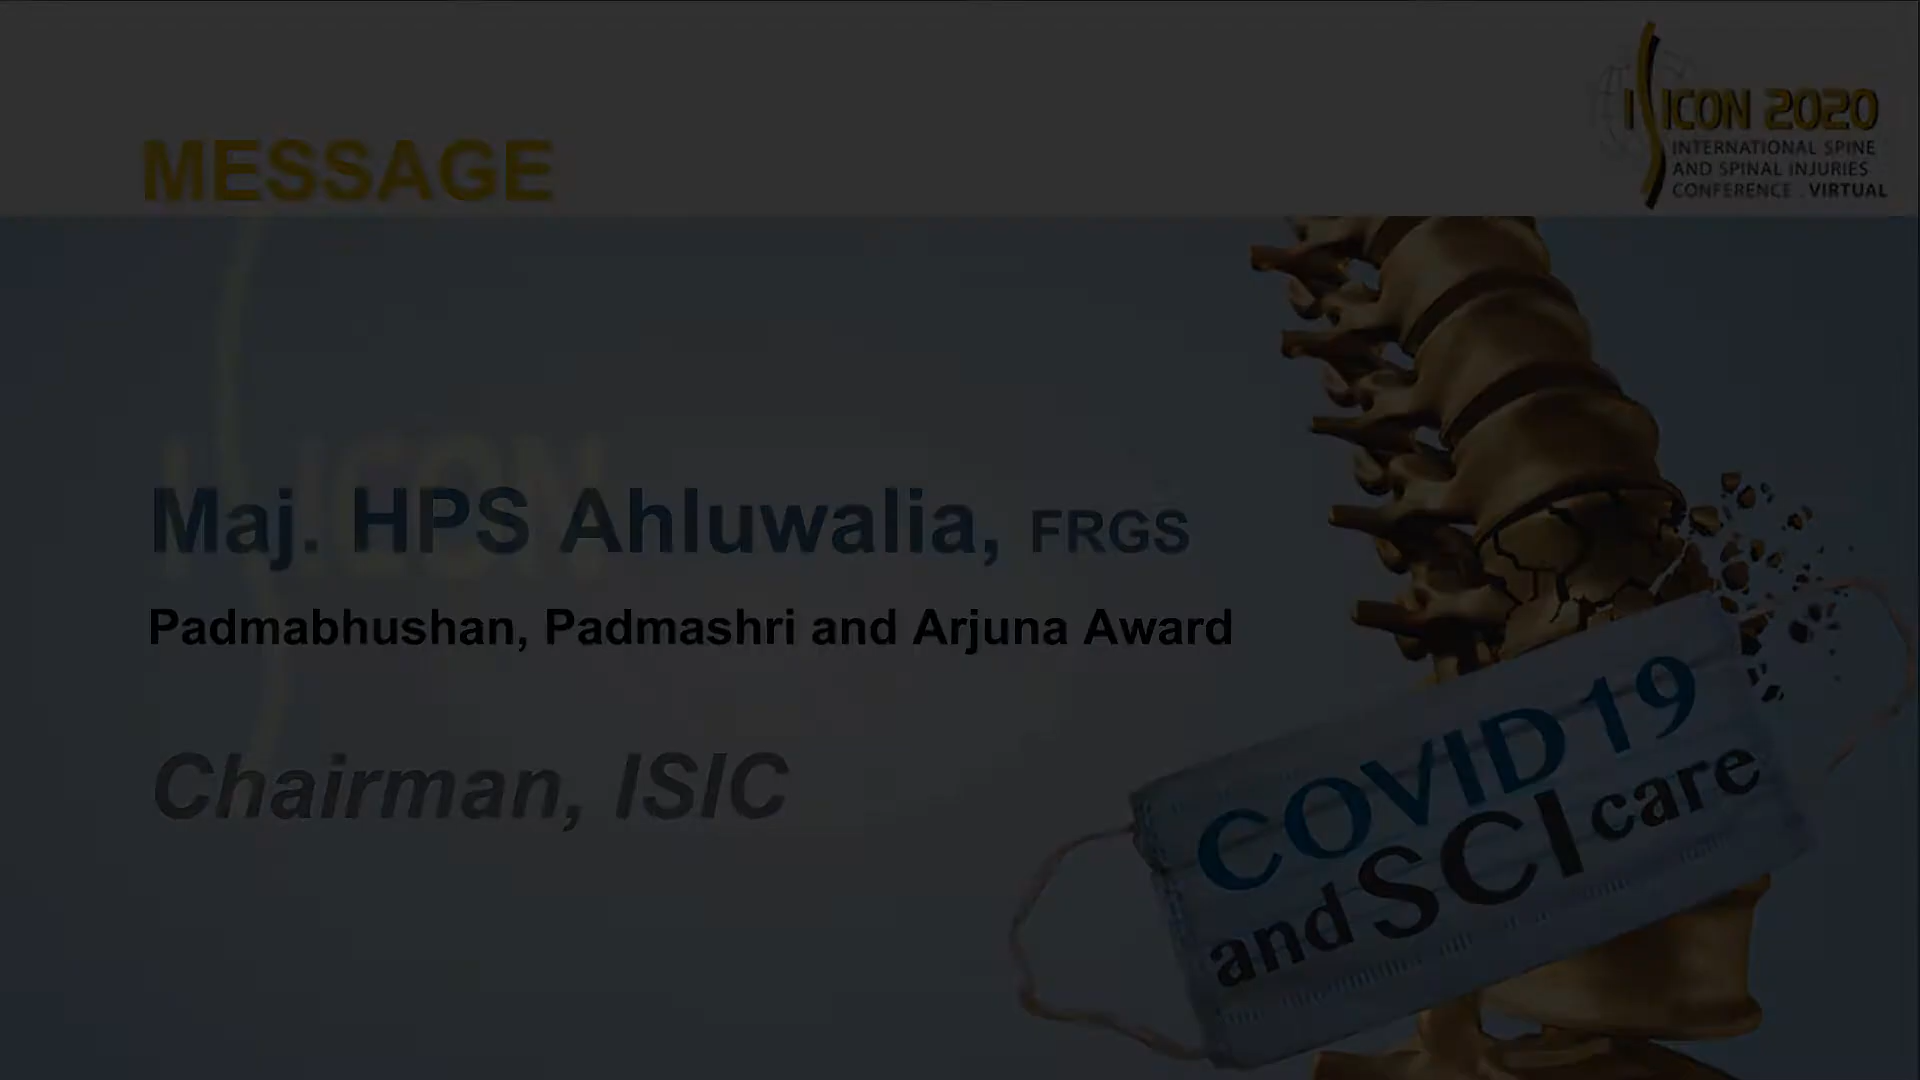 ISICON 2020
INTERNATIONAL SPINE
AND SPINAL INJURIES
CONFERENCE . VIRTUAL
MESSAGE
Maj. HPS Ahluwalia, FRGS
Padmabhushan, Padmashri and Arjuna Award
Chairman, ISIC
COVID 19
and SCI care